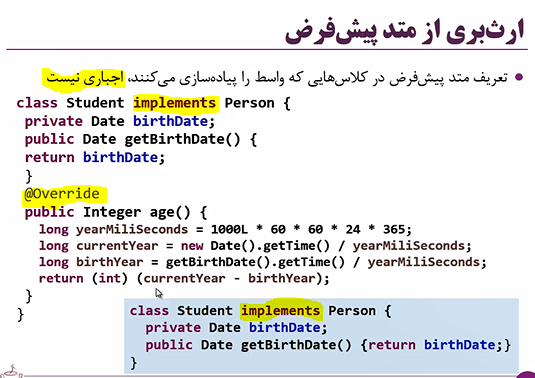 ارث‌بری از متد پیش‌فرض
تعریف متد پیش‌فرض در کلاس‌هایی که واسط را پیاده‌سازی می‌کنند، اجباری نیست
class Student implements Person {
private Date birthDate;
public Date getBirthDate() {
return birthDate;
}
@Override
public Integer age() {
long yearMiliSeconds = 1000L * 60 * 60 * 24 * 365;
long currentYear = new Date().getTime() / yearMiliSeconds;
long birthYear = getBirthDate().getTime() / yearMiliSeconds;
return (int) (currentYear - birthYear);
}
}
class Student implements Person {
private Date birthDate;
public Date getBirthDate() {return birthDate;}
}